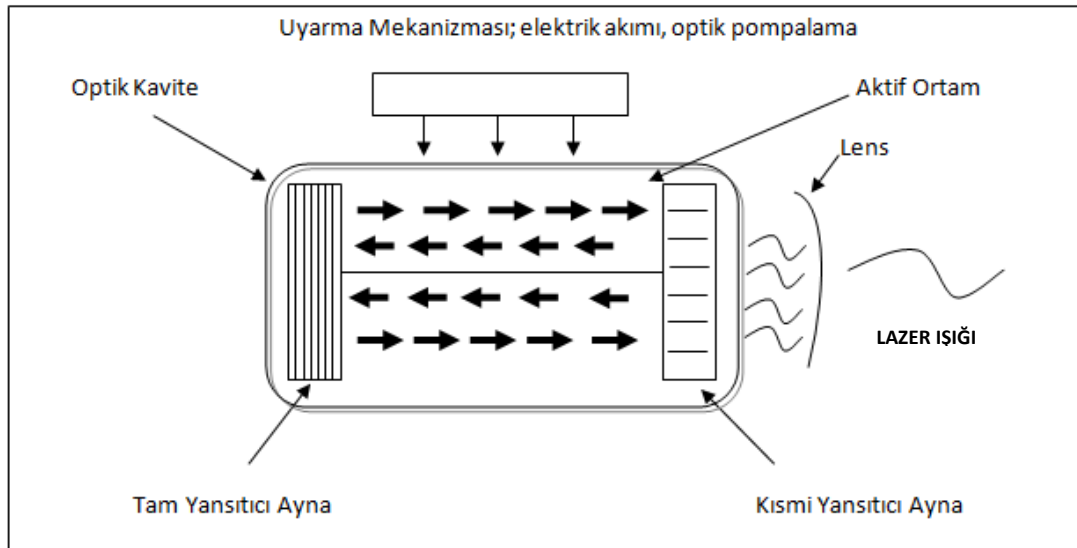 Uyarma Mekanizması; elektrik akımı, optik pompalama
Optik Kavite
Aktif Ortam
Lens
LAZER IŞIĞI
Tam Yansıtıcı Ayna
Kısmi Yansıtıcı Ayna